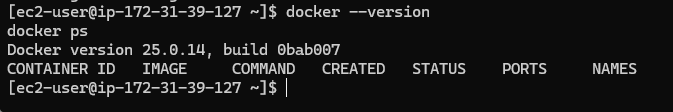 [ec2-user@ip-172-31-39-127 ~]$ docker --version
docker ps
Docker version 25.0.14, build 0bab007
CONTAINER ID   IMAGE     COMMAND   CREATED   STATUS    PORTS     NAMES
[ec2-user@ip-172-31-39-127 ~]$